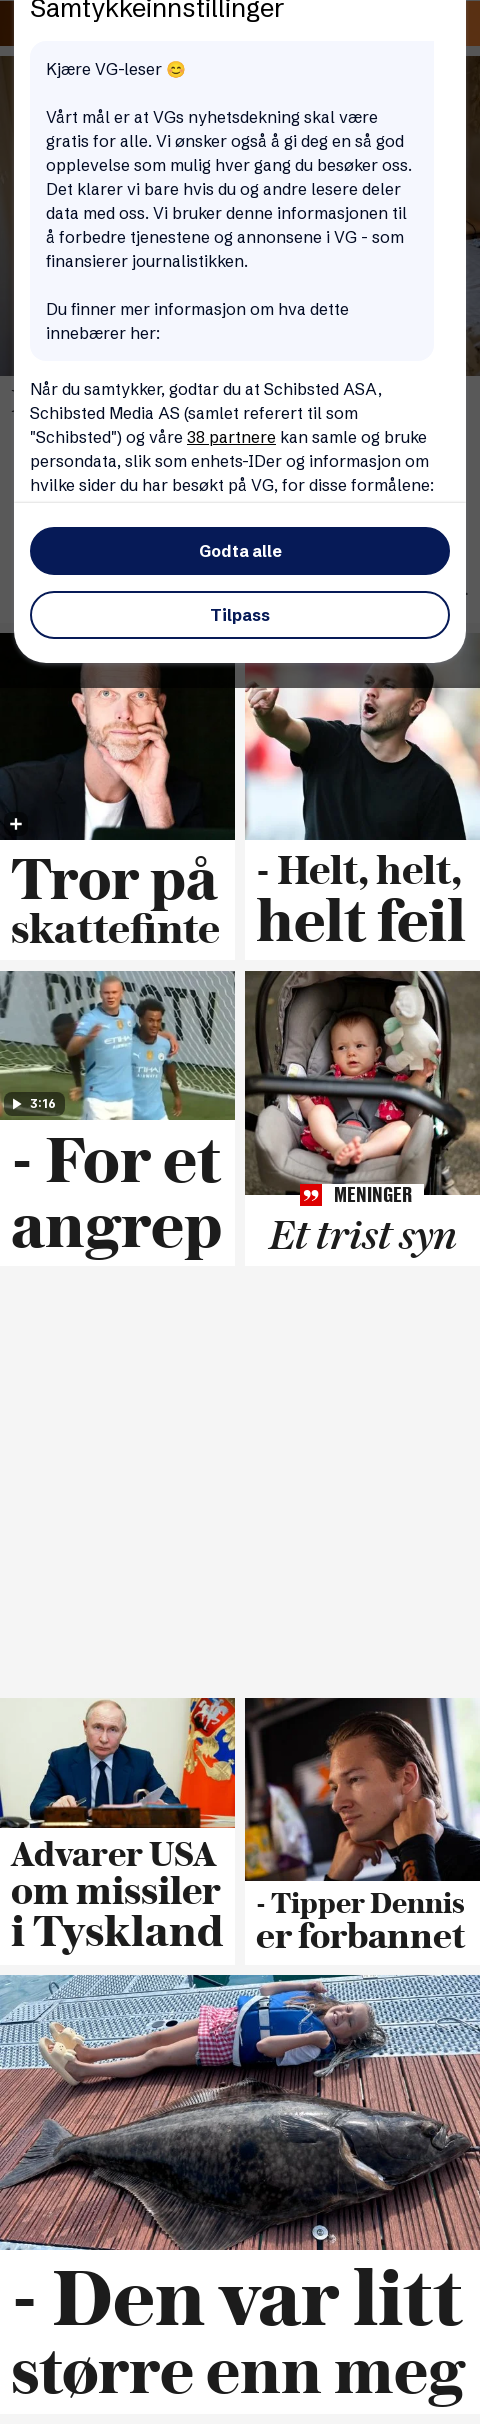 Samtykkeinnstillinger
Kjære VG-leser 😊
Vårt mål er at VGs nyhetsdekning skal være
gratis for alle. Vi ønsker også å gi deg en så god
opplevelse som mulig hver gang du besøker oss.
Det klarer vi bare hvis du og andre lesere deler
data med oss. Vi bruker denne informasjonen til
å forbedre tjenestene og annonsene i VG - som
finansierer journalistikken.
Du finner mer informasjon om hva dette
innebærer her:
Når du samtykker, godtar du at Schibsted ASA,
Schibsted Media AS (samlet referert til som
"Schibsted") og våre 38 partnere kan samle og bruke
persondata, slik som enhets-IDer og informasjon om
hvilke sider du har besøkt på VG, for disse formålene:
Godta alle
Tilpass
Tror på
skattefinte
- Helt, helt,
helt feil
3:16
- For et
angrep
MENINGER
Et trist syn
Advarer USA
om missiler
i Tyskland
- Tipper Dennis
er forbannet
- Den var litt
større enn meg